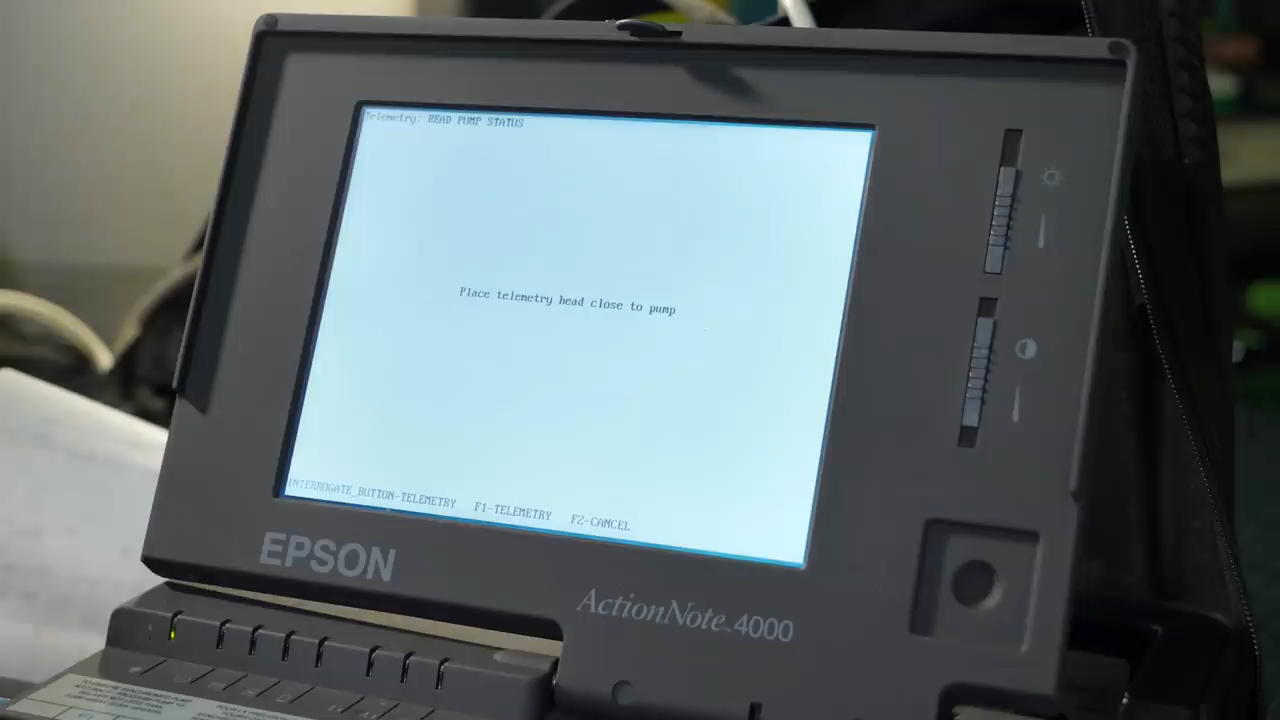 Telemetry: READ PUMP STATUS
Place telemetry head close to pump
INTERROGATE_BUTTON-TELEMETRY F1-TELEMETRY F2-CANCEL
EPSON
ActionNote 4000